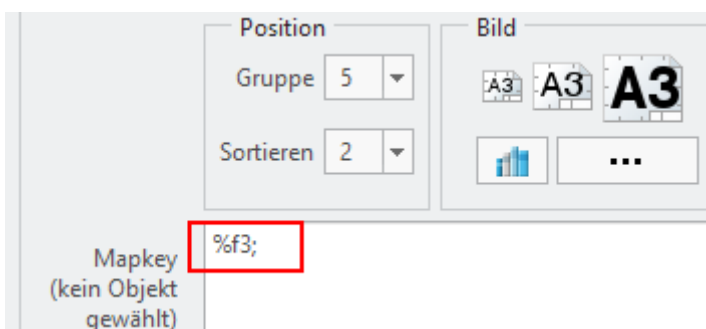 Position
Bild
Gruppe 5
A3 A3 A3
Sortieren 2
...
Mapkey %f3;
(kein Objekt
gewählt)